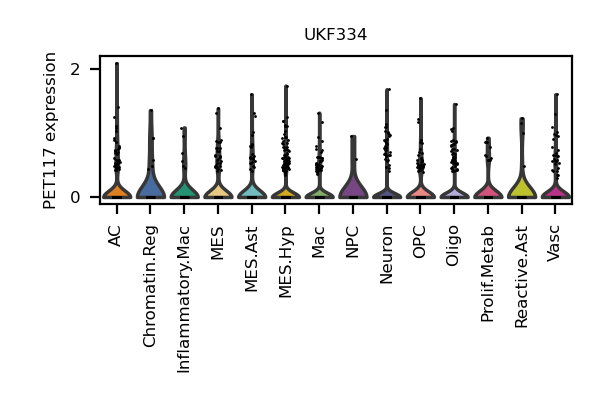 UKF334
PET117 expression
2
0
AC
Chromatin.Reg
Inflammatory.Mac
MES
MES.Ast
MES.Hyp
Mac
NPC
Neuron
OPC
Oligo
Prolif.Metab
Reactive.Ast
Vasc